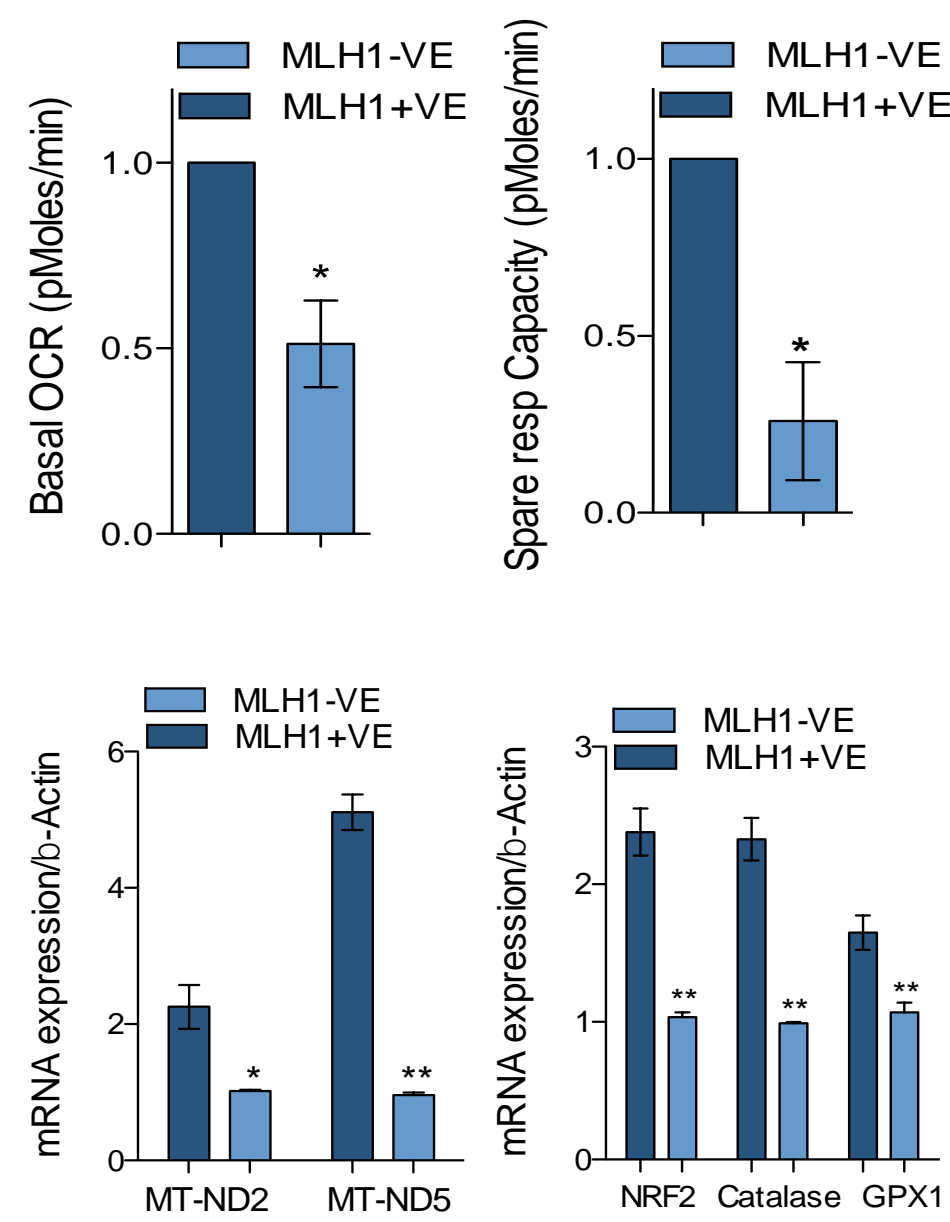 MLH1-VE
MLH1+VE
Basal OCR (pMoles/min)
1.0
0.5
0.0
*
MLH1-VE
MLH1+VE
Spare resp Capacity (pMoles/min)
1.0
0.5
0.0
*
MLH1-VE
MLH1+VE
mRNA expression/b-Actin
6
4
2
0
*
**
MT-ND2 MT-ND5
MLH1-VE
MLH1+VE
mRNA expression/b-Actin
3
2
1
0
**
**
**
NRF2 Catalase GPX1